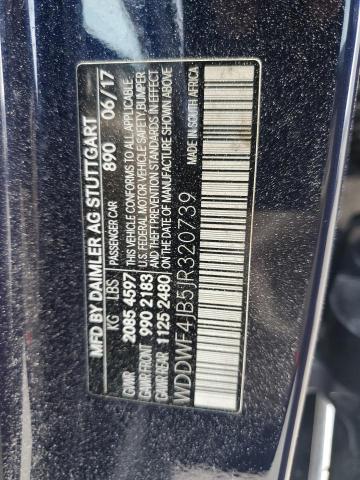 MFD BY DAIMLER AG STUTTGART
KG LBS PASSENGER CAR 890 06/17
GVWR 2085 4597 THIS VEHICLE CONFORMS TO ALL APPLICABLE
GAWR FRONT 990 2183 U.S. FEDERAL MOTOR VEHICLE SAFETY, BUMPER
GAWR REAR 1125 2480 AND THEFT PREVENTION STANDARDS IN EFFECT
ON THE DATE OF MANUFACTURE SHOWN ABOVE
WDDWF4JB5JR320739 MADE IN SOUTH AFRICA